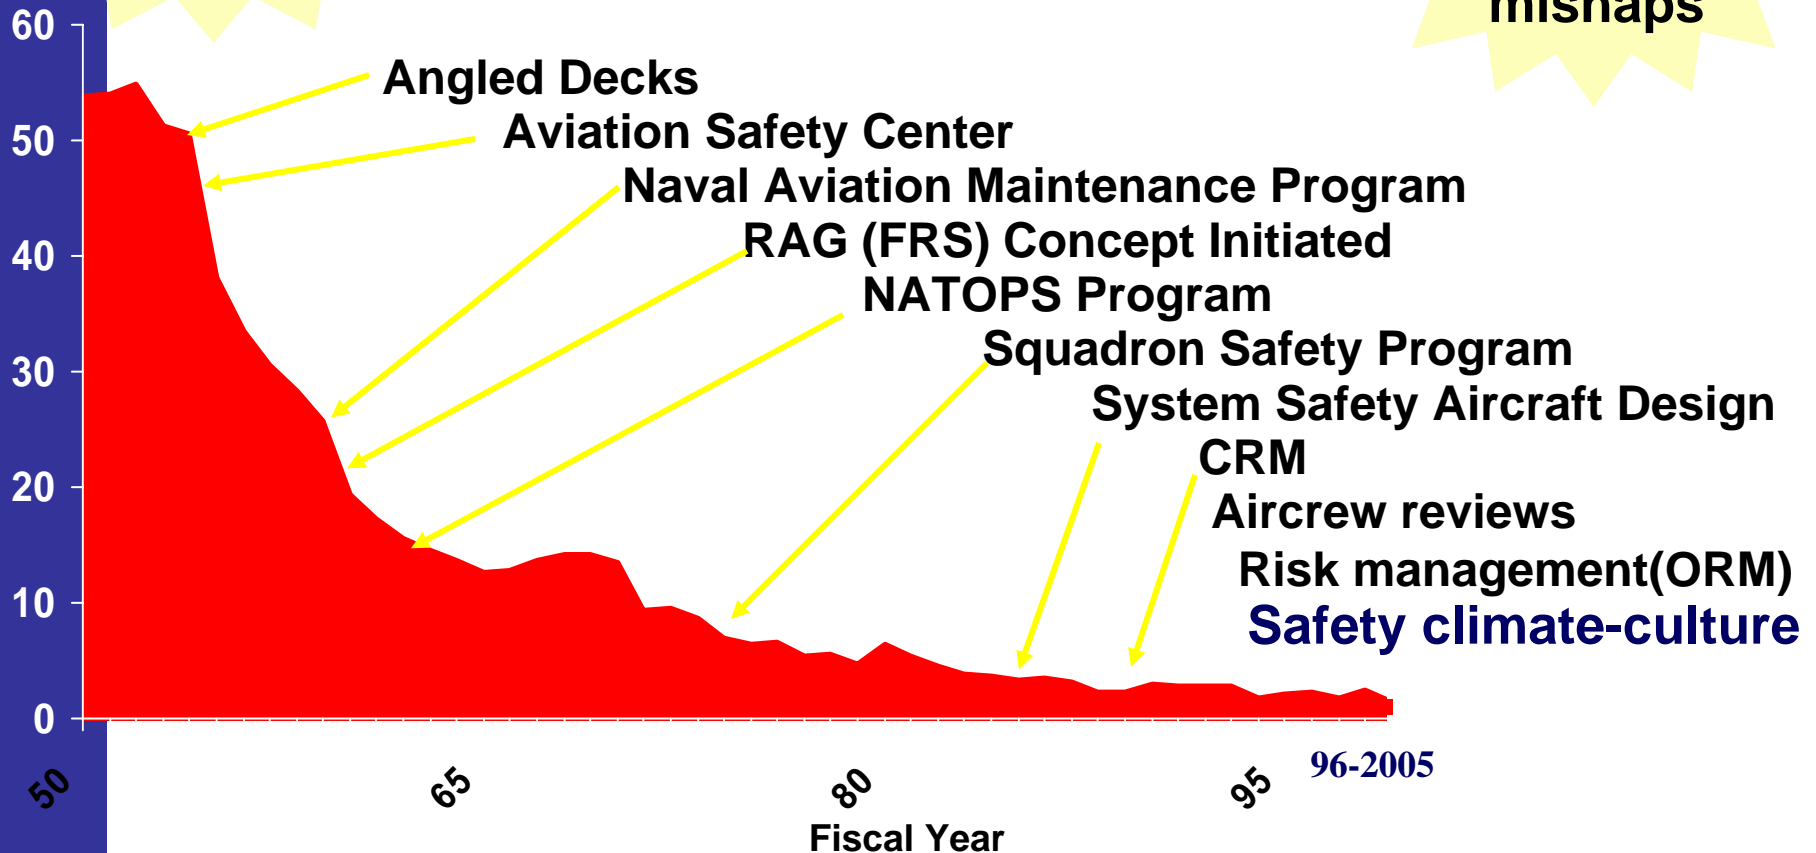 mishaps
60
Angled Decks
Aviation Safety Center
50
Naval Aviation Maintenance Program
RAG (FRS) Concept Initiated
40
NATOPS Program
Squadron Safety Program
30
System Safety Aircraft Design
CRM
20
Aircrew reviews
Risk management(ORM)
10
Safety climate-culture
0
50
65
80
95
96-2005
Fiscal Year